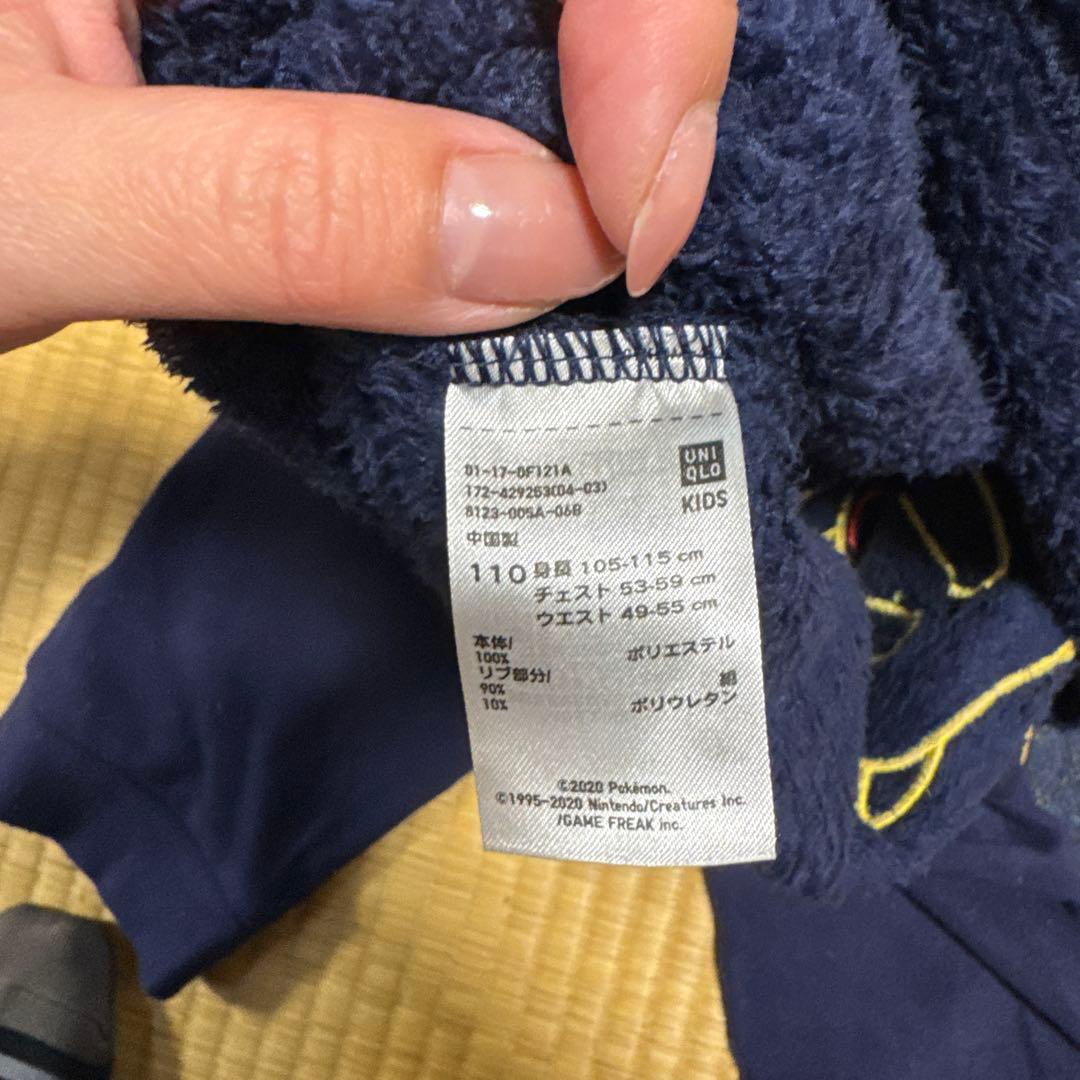 UNI
QLO
KIDS
01-17-0F121A
172-429253(04-03)
8123-005A-06B
中国製
110 身長 105-115 cm
チェスト 53-59 cm
ウエスト 49-55 cm
本体/
100% ポリエステル
リブ部分/
90% 綿
10% ポリウレタン
©2020 Pokémon.
©1995-2020 Nintendo/Creatures Inc.
/GAME FREAK inc.